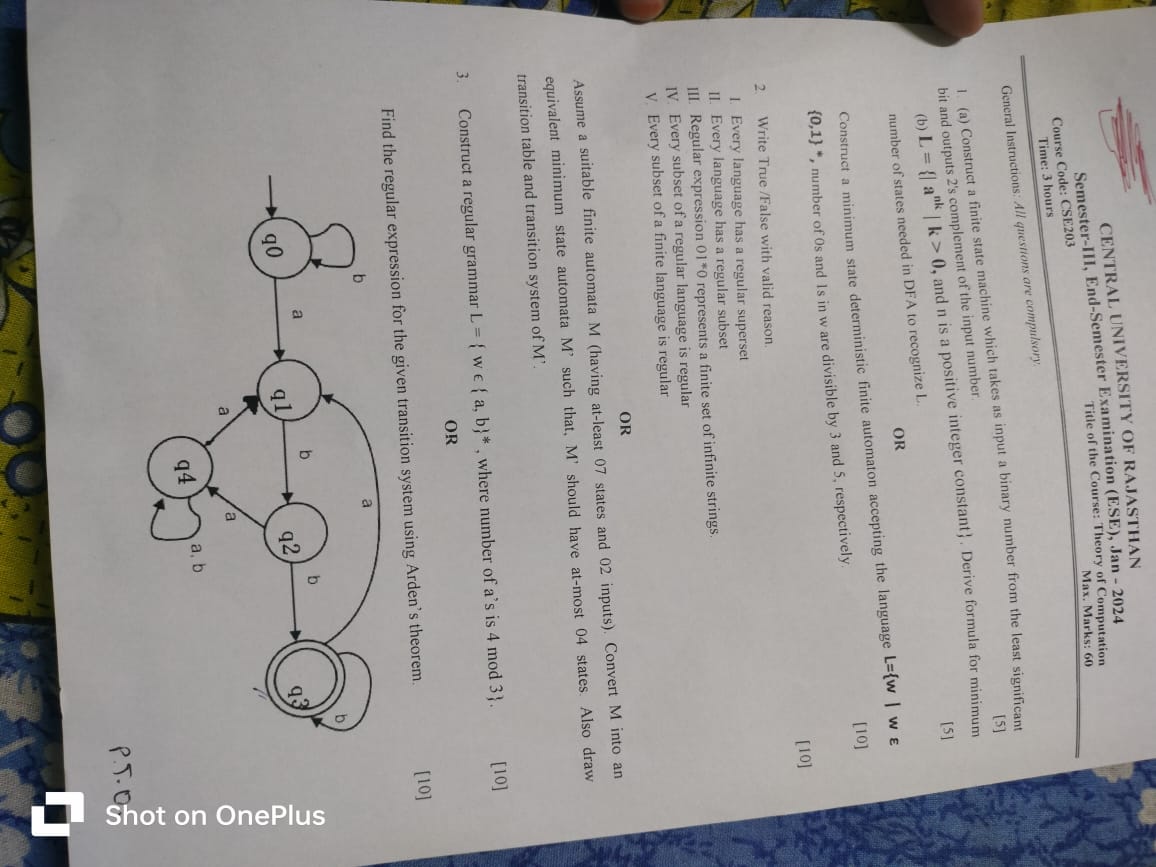 CENTRAL UNIVERSITY OF RAJASTHAN
Semester-III, End-Semester Examination (ESE), Jan - 2024
Course Code: CSE203 Title of the Course: Theory of Computation
Time: 3 hours Max. Marks: 60
General Instructions: All questions are compulsory.
1. (a) Construct a finite state machine which takes as input a binary number from the least significant
bit and outputs 2's complement of the input number. [5]
(b) L = {| a^nk | k > 0, and n is a positive integer constant}. Derive formula for minimum
number of states needed in DFA to recognize L. [5]
OR
Construct a minimum state deterministic finite automaton accepting the language L={w | w ε
{0,1}*, number of 0s and 1s in w are divisible by 3 and 5, respectively. [10]
2 Write True /False with valid reason. [10]
I. Every language has a regular superset
II. Every language has a regular subset
III. Regular expression 01*0 represents a finite set of infinite strings.
IV. Every subset of a regular language is regular
V. Every subset of a finite language is regular
OR
Assume a suitable finite automata M (having at-least 07 states and 02 inputs). Convert M into an
equivalent minimum state automata M' such that, M' should have at-most 04 states. Also draw
transition table and transition system of M'.
3. Construct a regular grammar L = { w ϵ { a, b}* , where number of a's is 4 mod 3}. [10]
OR
Find the regular expression for the given transition system using Arden's theorem. [10]
b
a
b
q0
a
q1
b
q2
b
q3
a
a
q4
a, b
P.T.O
Shot on OnePlus